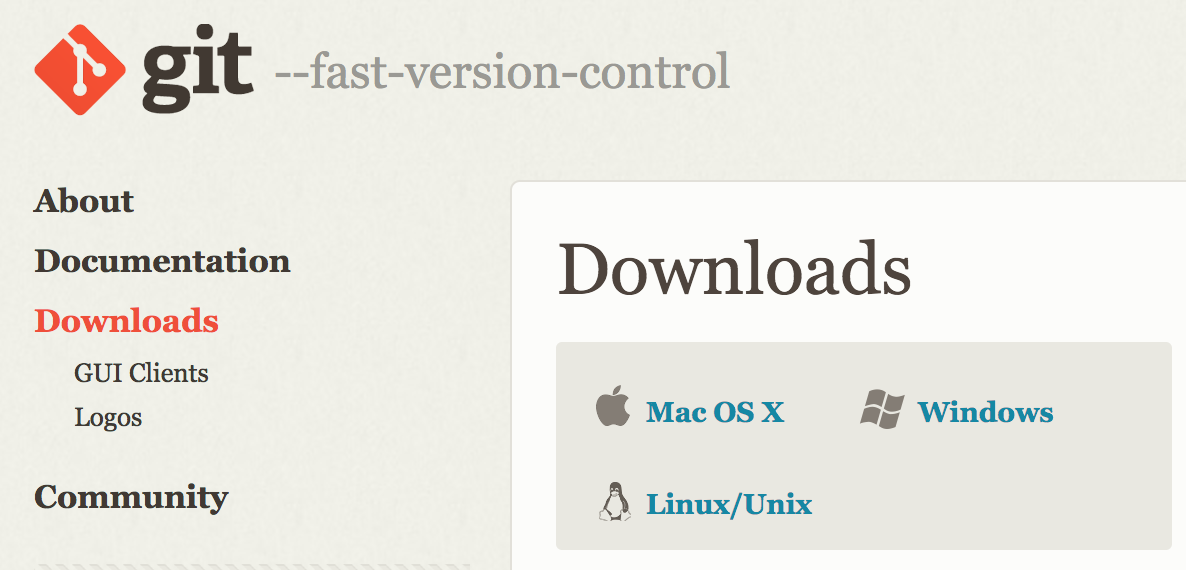 git --fast-version-control
About
Documentation
Downloads
GUI Clients
Logos
Community
Downloads
Mac OS X
Windows
Linux/Unix